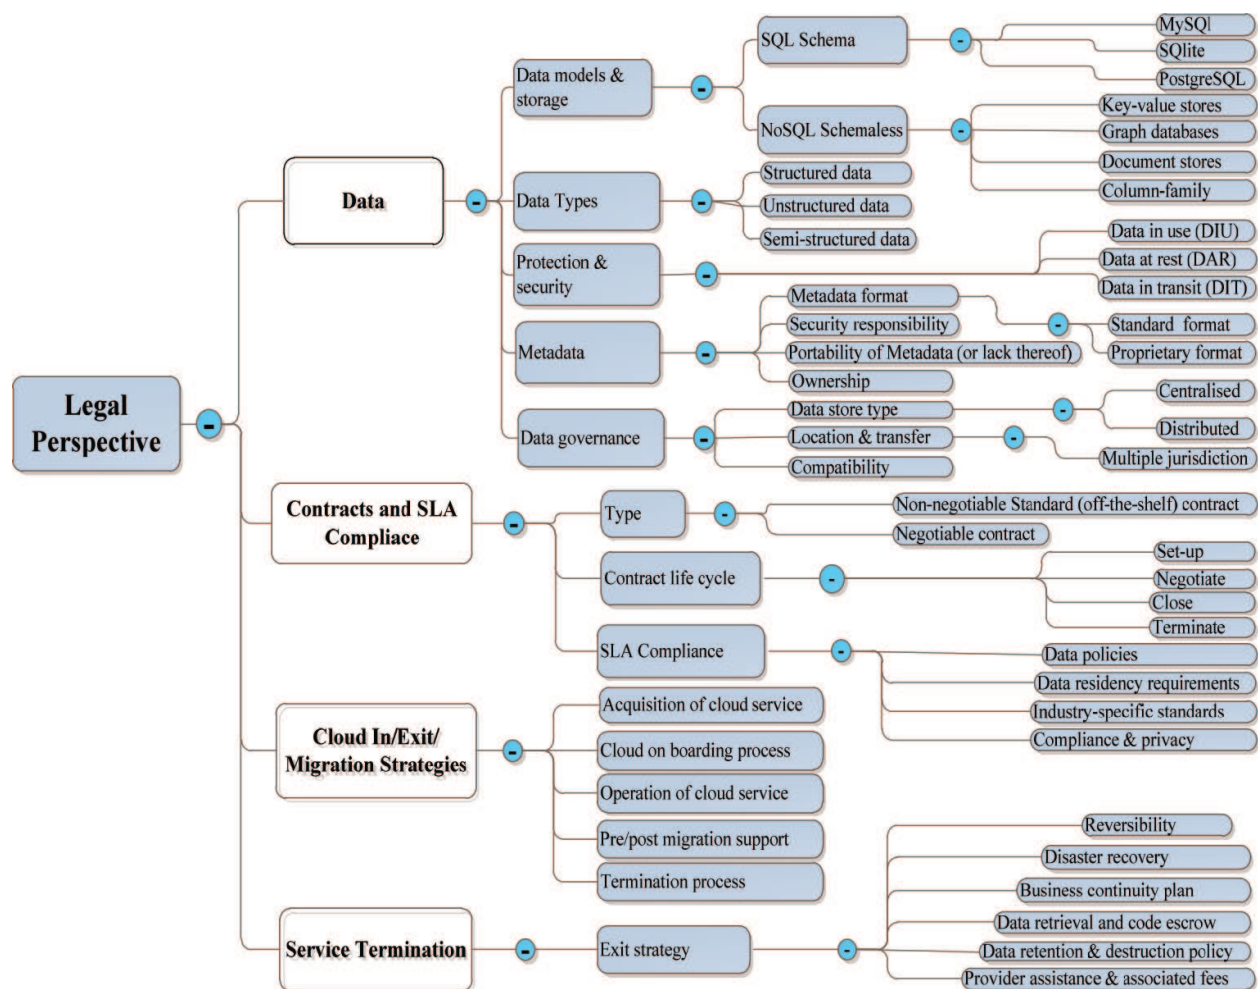 Legal
Perspective
Data
Data models &
storage
SQL Schema
MySQl
SQlite
PostgreSQL
NoSQL Schemaless
Key-value stores
Graph databases
Document stores
Column-family
Data Types
Structured data
Unstructured data
Semi-structured data
Protection &
security
Data in use (DIU)
Data at rest (DAR)
Data in transit (DIT)
Metadata
Metadata format
Standard format
Proprietary format
Security responsibility
Portability of Metadata (or lack thereof)
Ownership
Data governance
Data store type
Centralised
Distributed
Location & transfer
Multiple jurisdiction
Compatibility
Contracts and SLA
Compliace
Type
Non-negotiable Standard (off-the-shelf) contract
Negotiable contract
Contract life cycle
Set-up
Negotiate
Close
Terminate
SLA Compliance
Data policies
Data residency requirements
Industry-specific standards
Compliance & privacy
Cloud In/Exit/
Migration Strategies
Acquisition of cloud service
Cloud on boarding process
Operation of cloud service
Pre/post migration support
Termination process
Service Termination
Exit strategy
Reversibility
Disaster recovery
Business continuity plan
Data retrieval and code escrow
Data retention & destruction policy
Provider assistance & associated fees